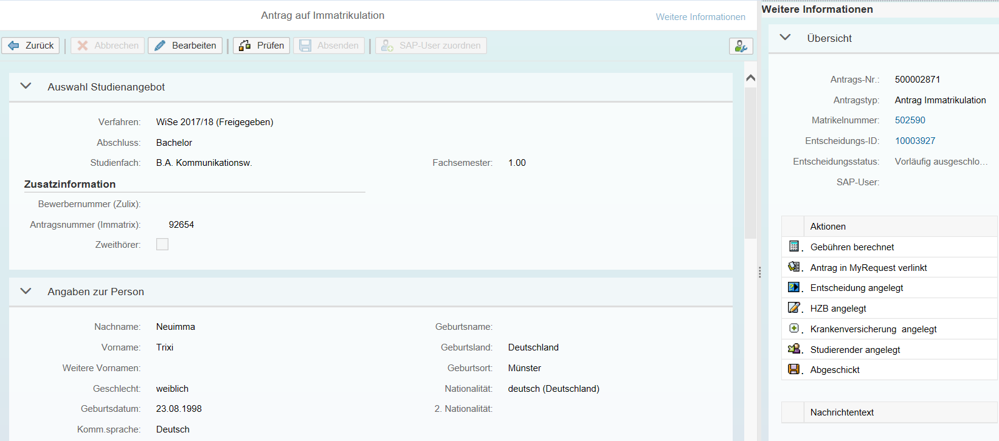 Antrag auf Immatrikulation
Weitere Informationen
Zurück
Abbrechen
Bearbeiten
Prüfen
Absenden
SAP-User zuordnen
Auswahl Studienangebot
Verfahren: WiSe 2017/18 (Freigegeben)
Abschluss: Bachelor
Studienfach: B.A. Kommunikationsw. Fachsemester: 1.00
Zusatzinformation
Bewerbernummer (Zulix):
Antragsnummer (Immatrix): 92654
Zweithörer:
Angaben zur Person
Nachname: Neuimma Geburtsname:
Vorname: Trixi Geburtsland: Deutschland
Weitere Vornamen: Geburtsort: Münster
Geschlecht: weiblich Nationalität: deutsch (Deutschland)
Geburtsdatum: 23.08.1998 2. Nationalität:
Komm.sprache: Deutsch
Weitere Informationen
Übersicht
Antrags-Nr.: 500002871
Antragstyp: Antrag Immatrikulation
Matrikelnummer: 502590
Entscheidungs-ID: 10003927
Entscheidungsstatus: Vorläufig ausgeschlo...
SAP-User:
Aktionen
Gebühren berechnet
Antrag in MyRequest verlinkt
Entscheidung angelegt
HZB angelegt
Krankenversicherung angelegt
Studierender angelegt
Abgeschickt
Nachrichtentext